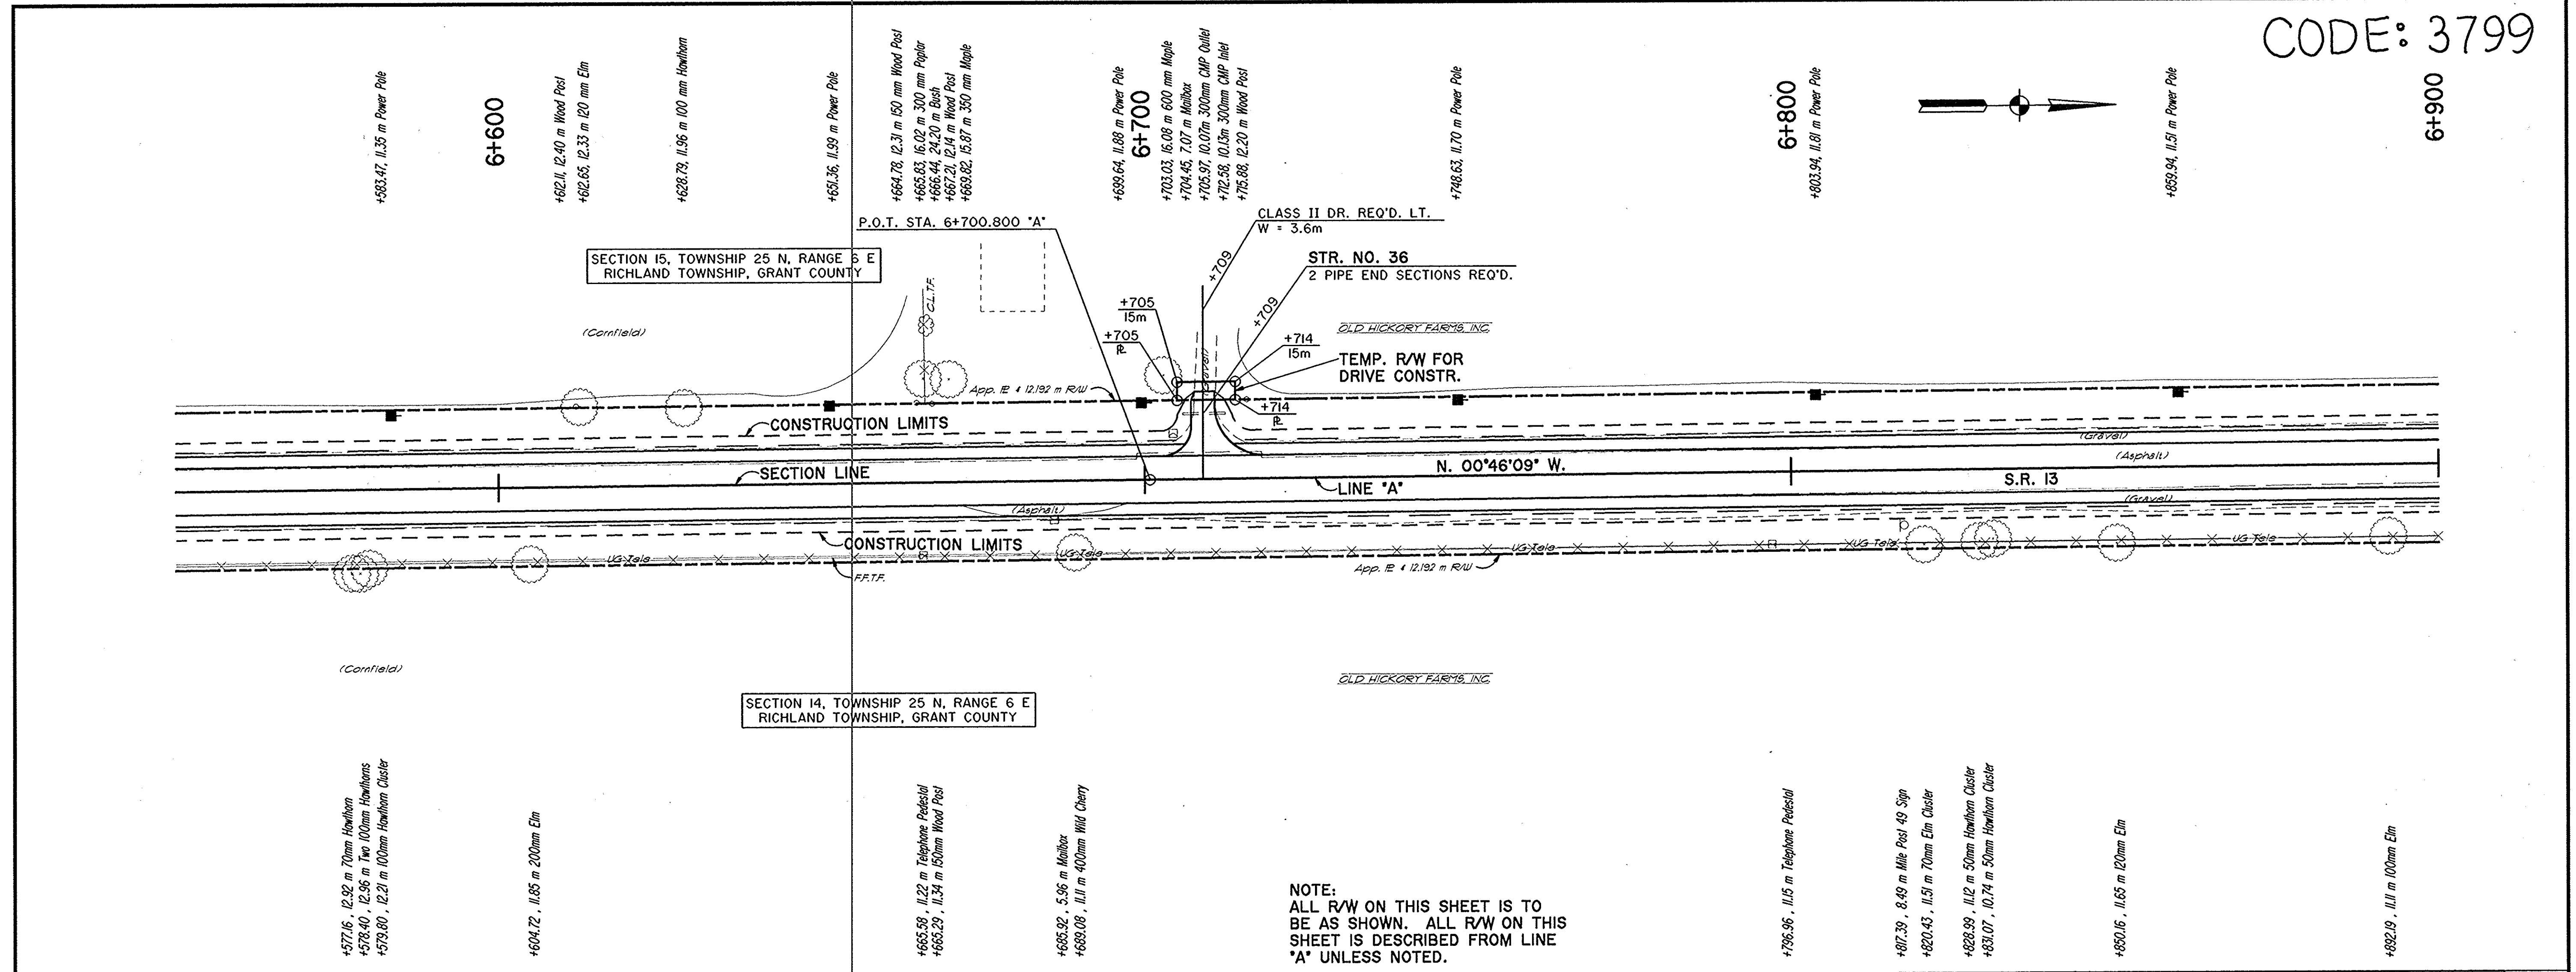 CODE: 3799
+583.47, 11.35 m Power Pole
6+600
+612.11, 12.40 m Wood Post
+612.65, 12.33 m 120 mm Elm
+628.79, 11.96 m 100 mm Hawthorn
+651.36, 11.99 m Power Pole
+664.78, 12.31 m 150 mm Wood Post
+665.83, 16.02 m 300 mm Poplar
+666.44, 24.20 m Bush
+667.21, 12.14 m Wood Post
+669.82, 15.87 m 350 mm Maple
+699.64, 11.88 m Power Pole
6+700
+703.03, 16.08 m 600 mm Maple
+704.45, 7.07 m Mailbox
+705.97, 10.07m 300mm CMP Outlet
+712.58, 10.13m 300mm CMP Inlet
+715.88, 12.20 m Wood Post
+748.63, 11.70 m Power Pole
6+800
+803.94, 11.81 m Power Pole
+859.94, 11.51 m Power Pole
6+900
P.O.T. STA. 6+700.800 "A"
CLASS II DR. REQ'D. LT.
W = 3.6m
SECTION 15, TOWNSHIP 25 N, RANGE 6 E
RICHLAND TOWNSHIP, GRANT COUNTY
+709
STR. NO. 36
2 PIPE END SECTIONS REQ'D.
C.L.T.F.
+705
15m
+709
(Cornfield)
OLD HICKORY FARMS, INC
+705
PL
+714
15m
(Gravel)
TEMP. R/W FOR
DRIVE CONSTR.
App. PL & 12.192 m R/W
+714
PL
CONSTRUCTION LIMITS
(Gravel)
(Asphalt)
SECTION LINE
N. 00°46'09" W.
LINE "A"
S.R. 13
(Gravel)
(Asphalt)
CONSTRUCTION LIMITS
UG Tele
UG Tele
UG Tele
UG Tele
UG Tele
F.F.T.F.
App. PL & 12.192 m R/W
(Cornfield)
OLD HICKORY FARMS, INC
SECTION 14, TOWNSHIP 25 N, RANGE 6 E
RICHLAND TOWNSHIP, GRANT COUNTY
+577.16 , 12.92 m 70mm Hawthorn
+578.40 , 12.96 m Two 100mm Hawthorns
+579.80 , 12.21 m 100mm Hawthorn Cluster
+604.72 , 11.85 m 200mm Elm
+665.58 , 11.22 m Telephone Pedestal
+665.29 , 11.34 m 150mm Wood Post
+685.92 , 5.96 m Mailbox
+689.08 , 11.11 m 400mm Wild Cherry
+796.96 , 11.15 m Telephone Pedestal
+817.39 , 8.49 m Mile Post 49 Sign
+820.43 , 11.51 m 70mm Elm Cluster
+828.99 , 11.12 m 50mm Hawthorn Cluster
+831.07 , 10.74 m 50mm Hawthorn Cluster
+850.16 , 11.65 m 120mm Elm
+892.19 , 11.11 m 100mm Elm
NOTE:
ALL R/W ON THIS SHEET IS TO
BE AS SHOWN. ALL R/W ON THIS
SHEET IS DESCRIBED FROM LINE
"A" UNLESS NOTED.